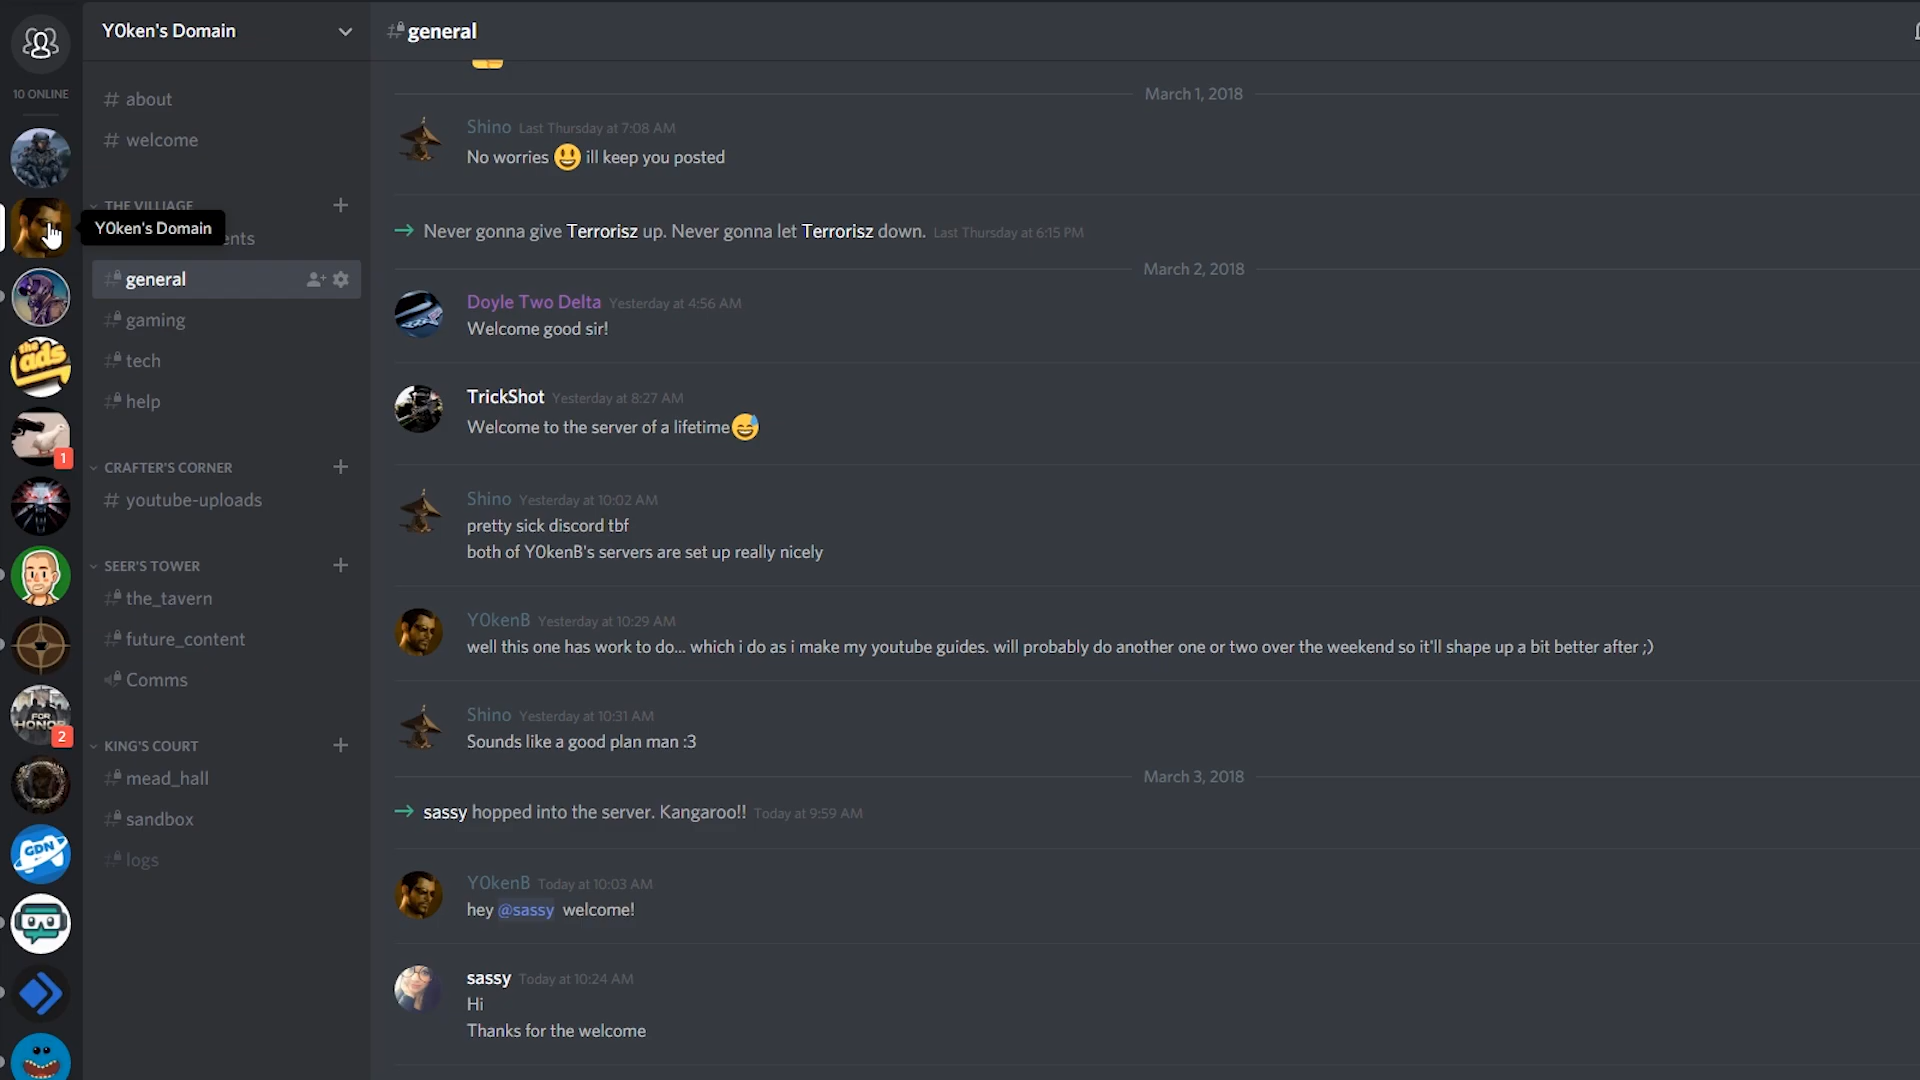 Y0ken's Domain
general
10 ONLINE
about
welcome
THE VILLIAGE
Y0ken's Domain
ents
general
gaming
tech
help
CRAFTER'S CORNER
youtube-uploads
SEER'S TOWER
the_tavern
future_content
Comms
KING'S COURT
mead_hall
sandbox
logs
the lads
1
FOR HONOR
2
GDN
March 1, 2018
Shino Last Thursday at 7:08 AM
No worries 😃 ill keep you posted
Never gonna give Terrorisz up. Never gonna let Terrorisz down. Last Thursday at 6:15 PM
March 2, 2018
Doyle Two Delta Yesterday at 4:56 AM
Welcome good sir!
TrickShot Yesterday at 8:27 AM
Welcome to the server of a lifetime 😅
Shino Yesterday at 10:02 AM
pretty sick discord tbf
both of Y0kenB's servers are set up really nicely
Y0kenB Yesterday at 10:29 AM
well this one has work to do... which i do as i make my youtube guides. will probably do another one or two over the weekend so it'll shape up a bit better after ;)
Shino Yesterday at 10:31 AM
Sounds like a good plan man :3
March 3, 2018
sassy hopped into the server. Kangaroo!! Today at 9:59 AM
Y0kenB Today at 10:03 AM
hey @sassy welcome!
sassy Today at 10:24 AM
Hi
Thanks for the welcome